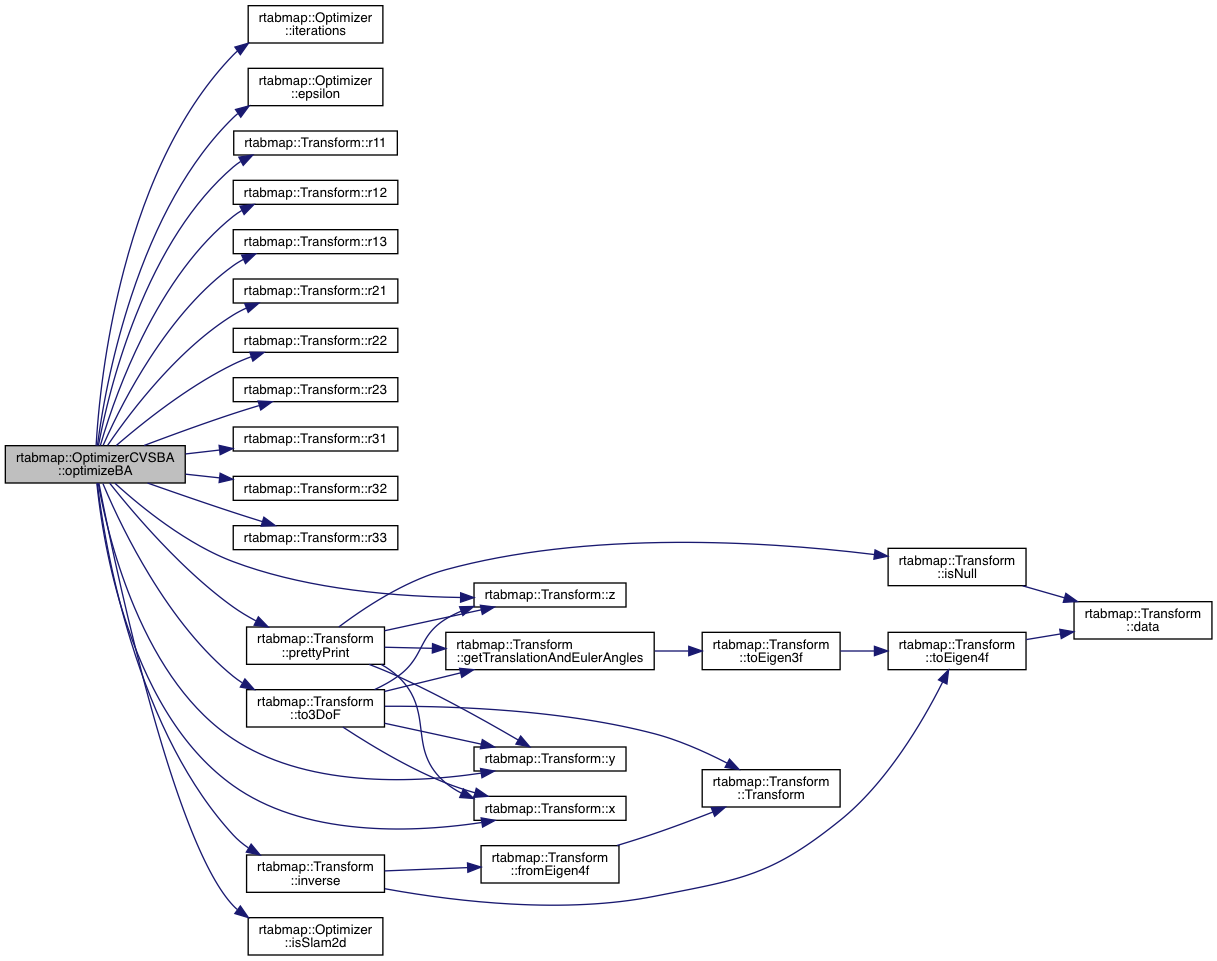 rtabmap::Optimizer
::iterations
rtabmap::Optimizer
::epsilon
rtabmap::Transform::r11
rtabmap::Transform::r12
rtabmap::Transform::r13
rtabmap::Transform::r21
rtabmap::Transform::r22
rtabmap::Transform::r23
rtabmap::Transform::r31
rtabmap::OptimizerCVSBA
::optimizeBA
rtabmap::Transform::r32
rtabmap::Transform::r33
rtabmap::Transform
::isNull
rtabmap::Transform::z
rtabmap::Transform
::data
rtabmap::Transform
::prettyPrint
rtabmap::Transform
::getTranslationAndEulerAngles
rtabmap::Transform
::toEigen3f
rtabmap::Transform
::toEigen4f
rtabmap::Transform
::to3DoF
rtabmap::Transform::y
rtabmap::Transform
::Transform
rtabmap::Transform::x
rtabmap::Transform
::fromEigen4f
rtabmap::Transform
::inverse
rtabmap::Optimizer
::isSlam2d